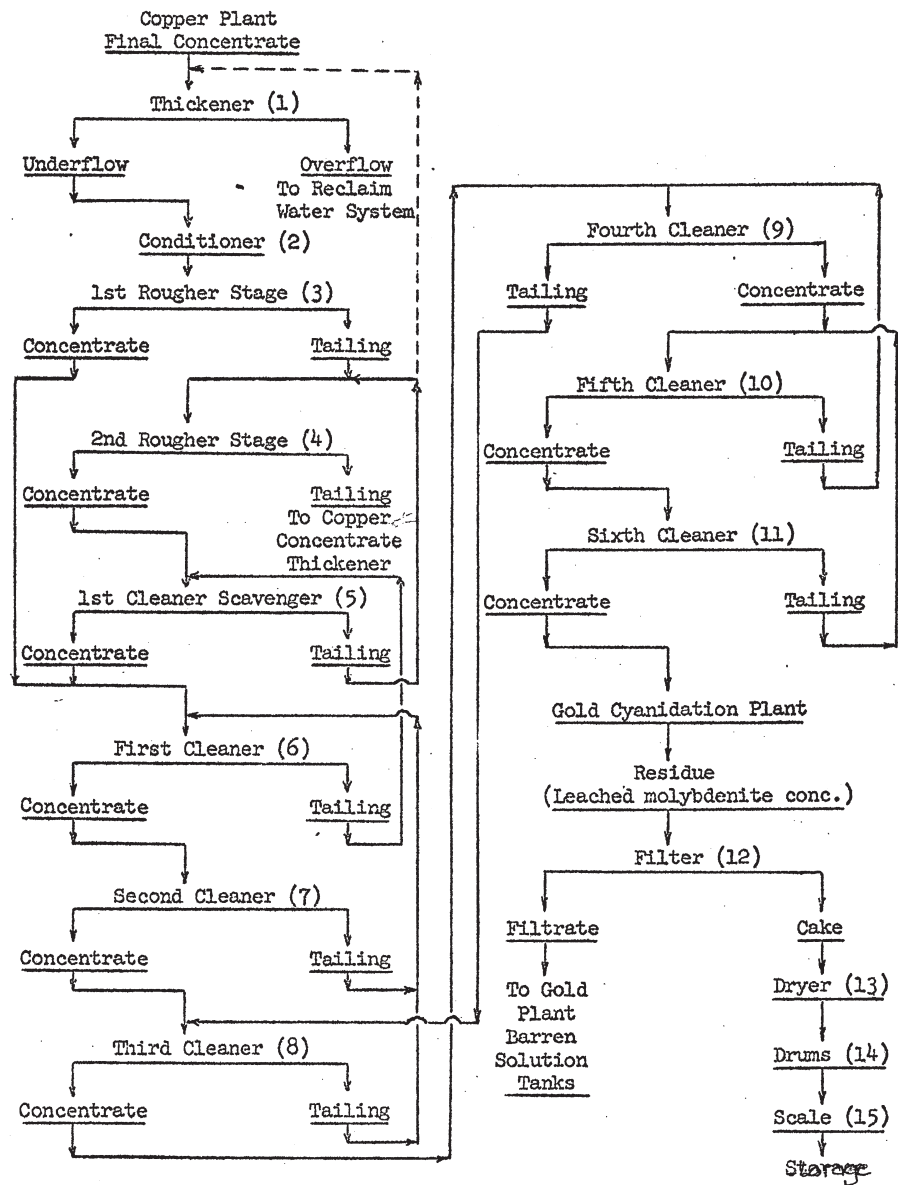 Copper Plant
Final Concentrate
Thickener (1)
Underflow
Overflow
To Reclaim
Water System
Conditioner (2)
1st Rougher Stage (3)
Concentrate
Tailing
2nd Rougher Stage (4)
Concentrate
Tailing
To Copper
Concentrate
Thickener
1st Cleaner Scavenger (5)
Concentrate
Tailing
First Cleaner (6)
Concentrate
Tailing
Second Cleaner (7)
Concentrate
Tailing
Third Cleaner (8)
Concentrate
Tailing
Fourth Cleaner (9)
Tailing
Concentrate
Fifth Cleaner (10)
Concentrate
Tailing
Sixth Cleaner (11)
Concentrate
Tailing
Gold Cyanidation Plant
Residue
(Leached molybdenite conc.)
Filter (12)
Filtrate
To Gold
Plant
Barren
Solution
Tanks
Cake
Dryer (13)
Drums (14)
Scale (15)
Storage